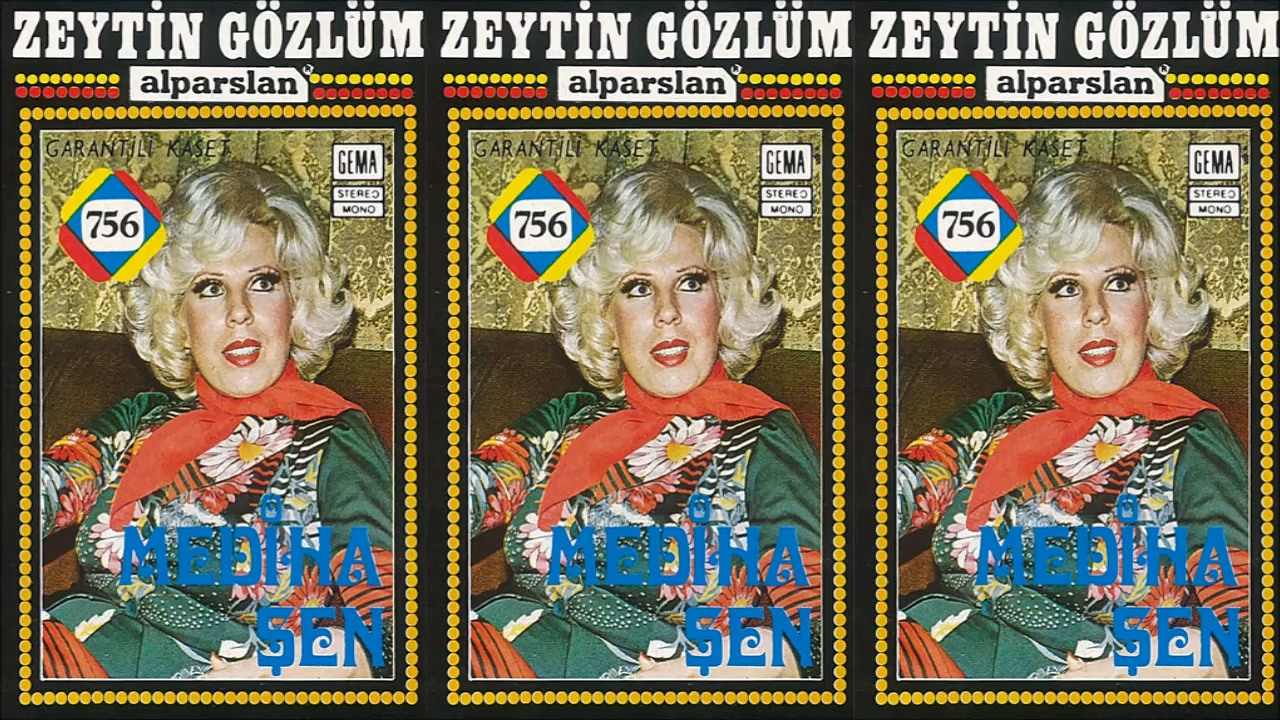 ZEYTİN GÖZLÜM
alparslan
GARANTİLİ KASET
GEMA
STEREO
MONO
756
MEDİHA
ŞEN
ZEYTİN GÖZLÜM
alparslan
GARANTİLİ KASET
GEMA
STEREO
MONO
756
MEDİHA
ŞEN
ZEYTİN GÖZLÜM
alparslan
GARANTİLİ KASET
GEMA
STEREO
MONO
756
MEDİHA
ŞEN